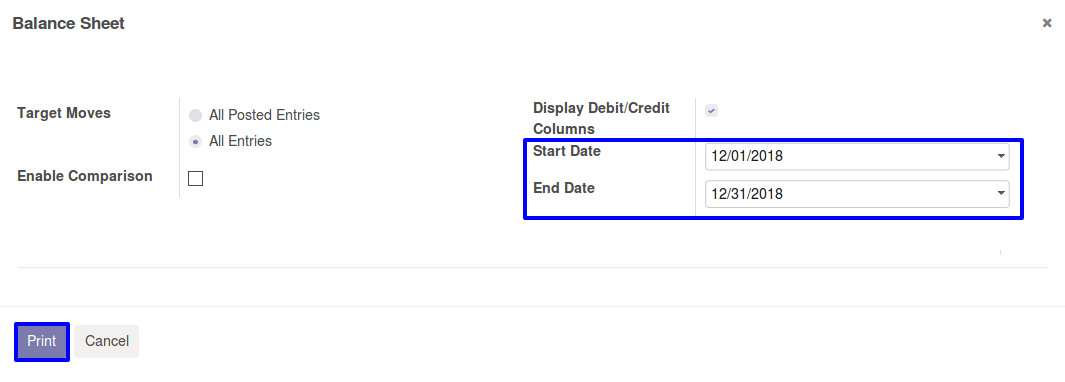 Balance Sheet ×
Target Moves
All Posted Entries
All Entries
Enable Comparison
Display Debit/Credit
Columns
Start Date 12/01/2018
End Date 12/31/2018
Print Cancel